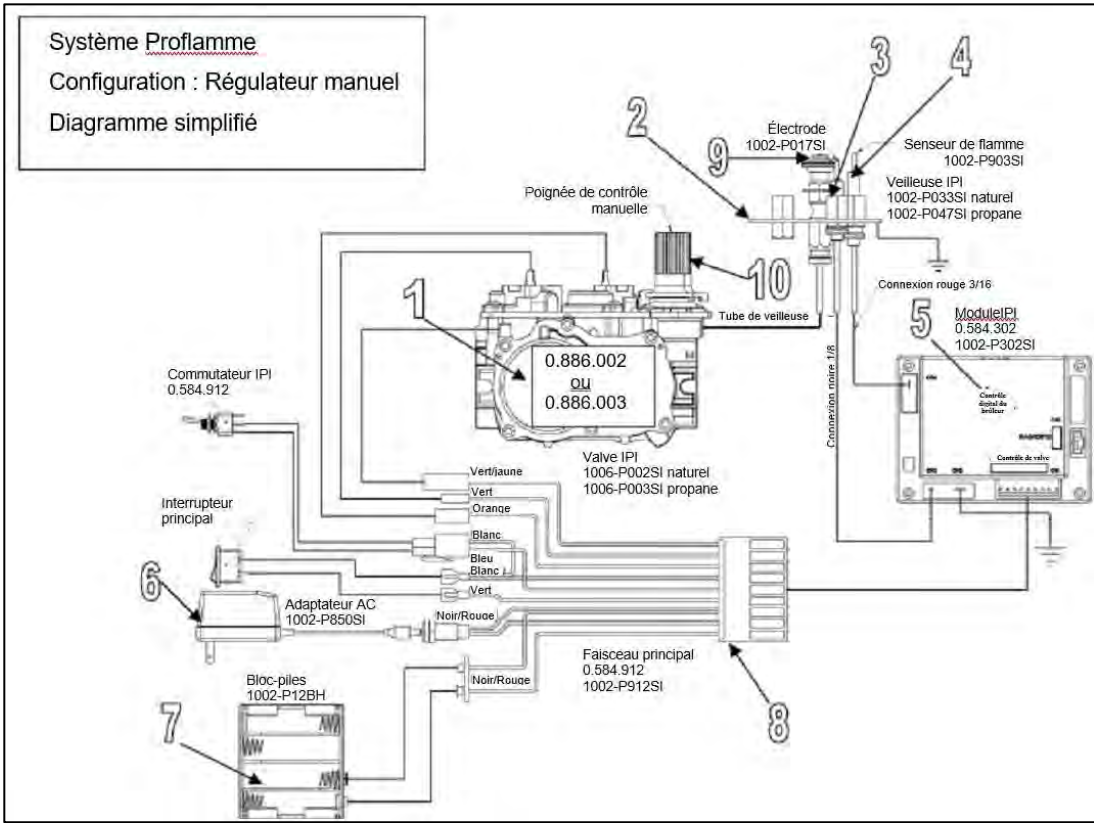 Système Proflamme
Configuration : Régulateur manuel
Diagramme simplifié
3
4
2
Électrode
1002-P017SI
9
Senseur de flamme
1002-P903SI
Veilleuse IPI
1002-P033SI naturel
1002-P047SI propane
Poignée de contrôle
manuelle
10
1
Tube de veilleuse
Connexion rouge 3/16
Connexion noire 1/8
5
ModuleIPI
0.584.302
1002-P302SI
Contrôle
digital du
brûleur
Contrôle de valve
0.886.002
ou
0.886.003
Commutateur IPI
0.584.912
Valve IPI
1006-P002SI naturel
1006-P003SI propane
Vert/jaune
Vert
Orange
Blanc
Bleu
Blanc
Vert
Noir/Rouge
Noir/Rouge
Interrupteur
principal
6
Adaptateur AC
1002-P850SI
Faisceau principal
0.584.912
1002-P912SI
8
Bloc-piles
1002-P12BH
7